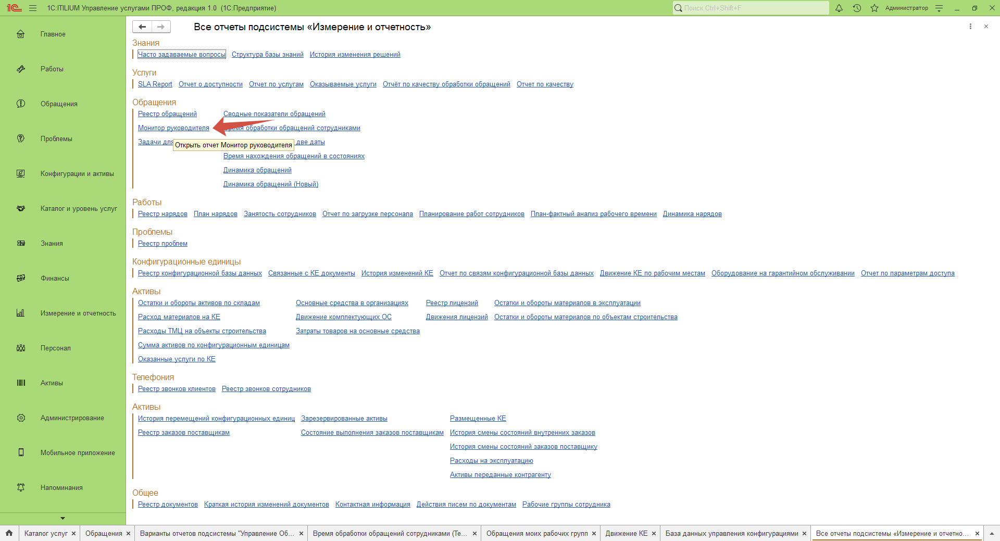 1С:ITILIUM Управление услугами ПРОФ, редакция 1.0 (1С:Предприятие)
Поиск Ctrl+Shift+F
Администратор
Главное
Работы
Обращения
Проблемы
Конфигурации и активы
Каталог и уровень услуг
Знания
Финансы
Измерение и отчетность
Персонал
Активы
Администрирование
Мобильное приложение
Напоминания
Все отчеты подсистемы «Измерение и отчетность»
Знания
Часто задаваемые вопросы Структура базы знаний История изменения решений
Услуги
SLA Report Отчет о доступности Отчет по услугам Оказываемые услуги Отчёт по качеству обработки обращений Отчет по качеству
Обращения
Реестр обращений Сводные показатели обращений
Монитор руководителя Время обработки обращений сотрудниками
Задачи для две даты
Открыть отчет Монитор руководителя
Время нахождения обращений в состояниях
Динамика обращений
Динамика обращений (Новый)
Работы
Реестр нарядов План нарядов Занятость сотрудников Отчет по загрузке персонала Планирование работ сотрудников План-фактный анализ рабочего времени Динамика нарядов
Проблемы
Реестр проблем
Конфигурационные единицы
Реестр конфигурационной базы данных Связанные с КЕ документы История изменений КЕ Отчет по связям конфигурационной базы данных Движение КЕ по рабочим местам Оборудование на гарантийном обслуживании Отчет по параметрам доступа
Активы
Остатки и обороты активов по складам Основные средства в организациях Реестр лицензий Остатки и обороты материалов в эксплуатации
Расход материалов на КЕ Движение комплектующих ОС Движения лицензий Остатки и обороты материалов по объектам строительства
Расходы ТМЦ на объекты строительства Затраты товаров на основные средства
Сумма активов по конфигурационным единицам
Оказанные услуги по КЕ
Телефония
Реестр звонков клиентов Реестр звонков сотрудников
Активы
История перемещений конфигурационных единиц Зарезервированные активы Размещенные КЕ
Реестр заказов поставщикам Состояние выполнения заказов поставщикам История смены состояний внутренних заказов
История смены состояний заказов поставщику
Расходы на эксплуатацию
Активы переданные контрагенту
Общее
Реестр документов Краткая история изменений документов Контактная информация Действия писем по документам Рабочие группы сотрудника
Каталог услуг Обращения Варианты отчетов подсистемы "Управление Об... Время обработки обращений сотрудниками (Те... Обращения моих рабочих групп Движение КЕ База данных управления конфигурациями Все отчеты подсистемы «Измерение и отчетно...